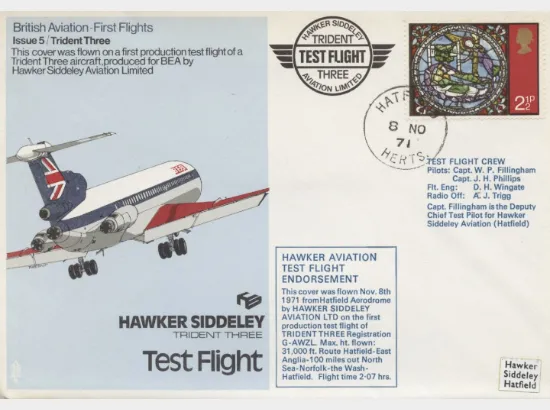 British Aviation-First Flights
Issue 5/Trident Three
This cover was flown on a first production test flight of a
Trident Three aircraft, produced for BEA by
Hawker Siddeley Aviation Limited
HAWKER SIDDELEY
TRIDENT
TEST FLIGHT
THREE
AVIATION LIMITED
2½P
HATF
8 NO
71
HERTS.
TEST FLIGHT CREW
Pilots: Capt. W. P. Fillingham
Capt. J. H. Phillips
Flt. Eng: D. H. Wingate
Radio Off: A. J. Trigg
Capt. Fillingham is the Deputy
Chief Test Pilot for Hawker
Siddeley Aviation (Hatfield)
HAWKER AVIATION
TEST FLIGHT
ENDORSEMENT
This cover was flown Nov. 8th
1971 from Hatfield Aerodrome
by HAWKER SIDDELEY
AVIATION LTD on the first
production test flight of
TRIDENT THREE Registration
G-AWZL. Max. ht. flown:
31,000 ft. Route Hatfield-East
Anglia-100 miles out North
Sea-Norfolk-the Wash-
Hatfield. Flight time 2-07 hrs.
HAWKER SIDDELEY
TRIDENT THREE
Test Flight
Hawker
Siddeley
Hatfield